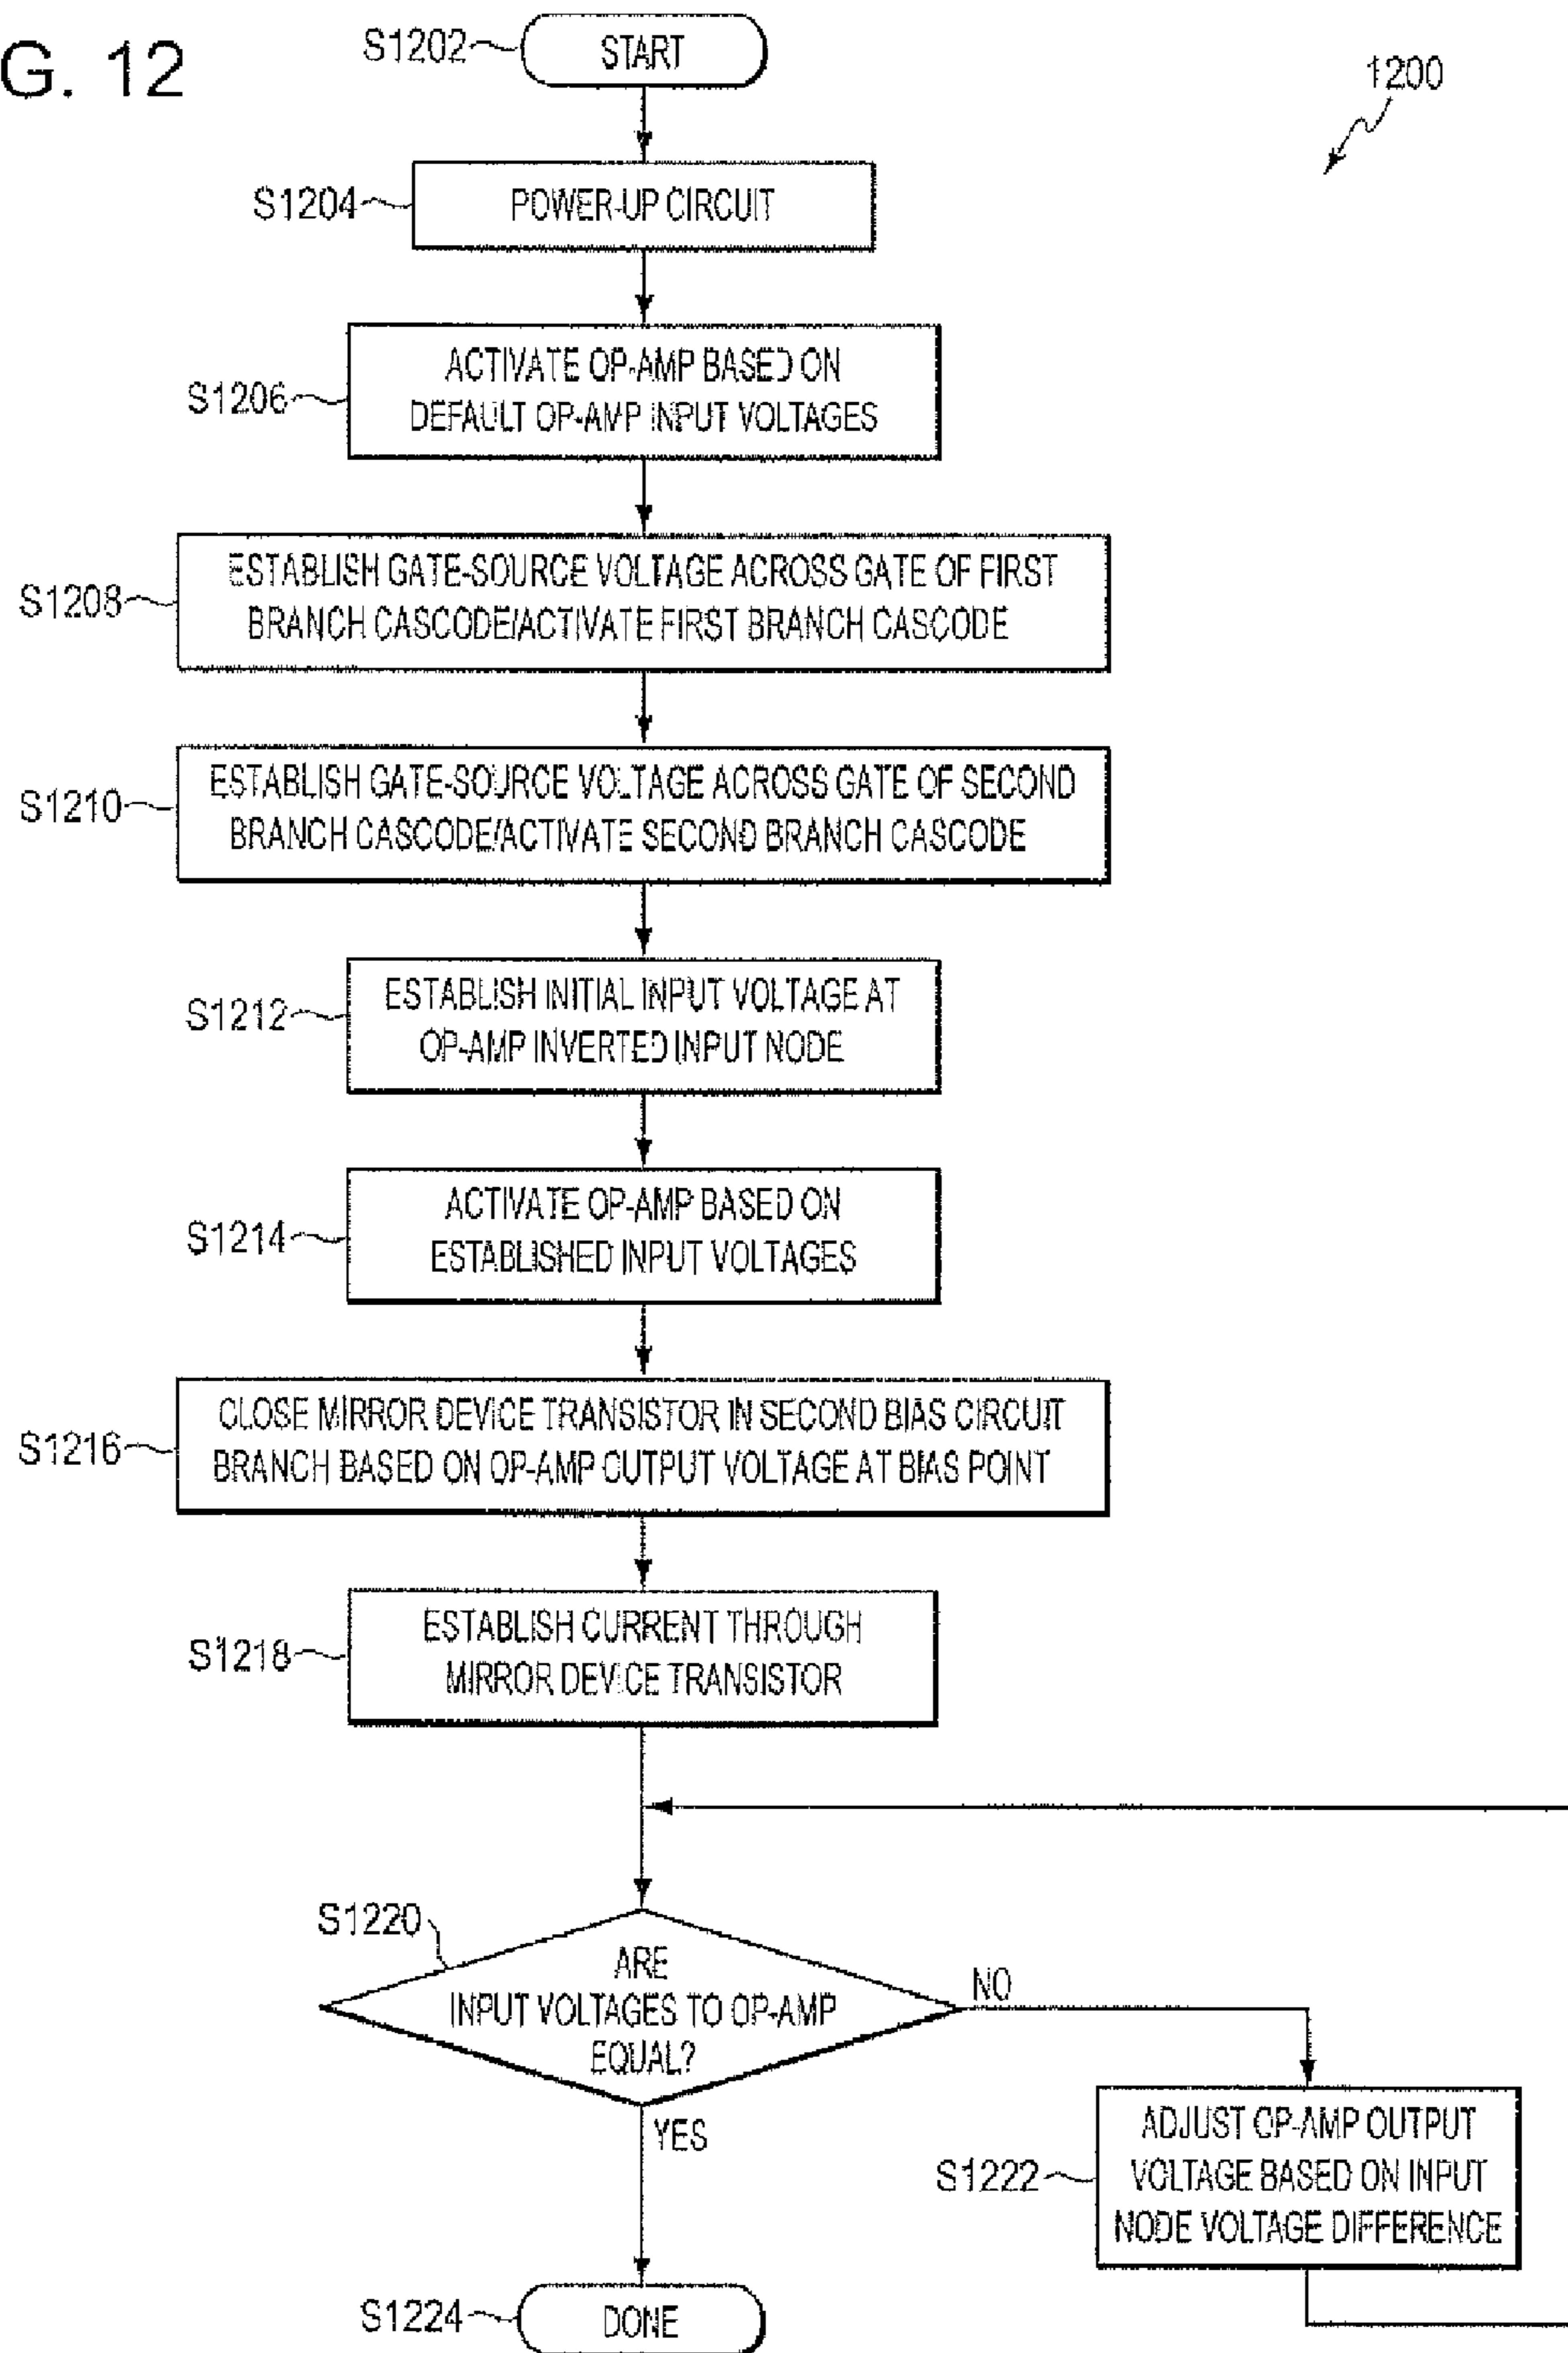 G. 12
1200
S1202
START
S1204
POWER-UP CIRCUIT
S1206
ACTIVATE OP-AMP BASED ON
DEFAULT OP-AMP INPUT VOLTAGES
S1208
ESTABLISH GATE-SOURCE VOLTAGE ACROSS GATE OF FIRST
BRANCH CASCODE/ACTIVATE FIRST BRANCH CASCODE
S1210
ESTABLISH GATE-SOURCE VOLTAGE ACROSS GATE OF SECOND
BRANCH CASCODE/ACTIVATE SECOND BRANCH CASCODE
S1212
ESTABLISH INITIAL INPUT VOLTAGE AT
OP-AMP INVERTED INPUT NODE
S1214
ACTIVATE OP-AMP BASED ON
ESTABLISHED INPUT VOLTAGES
S1216
CLOSE MIRROR DEVICE TRANSISTOR IN SECOND BIAS CIRCUIT
BRANCH BASED ON OP-AMP OUTPUT VOLTAGE AT BIAS POINT
S1218
ESTABLISH CURRENT THROUGH
MIRROR DEVICE TRANSISTOR
S1220
ARE
INPUT VOLTAGES TO OP-AMP
EQUAL?
NO
YES
S1222
ADJUST OP-AMP OUTPUT
VOLTAGE BASED ON INPUT
NODE VOLTAGE DIFFERENCE
S1224
DONE